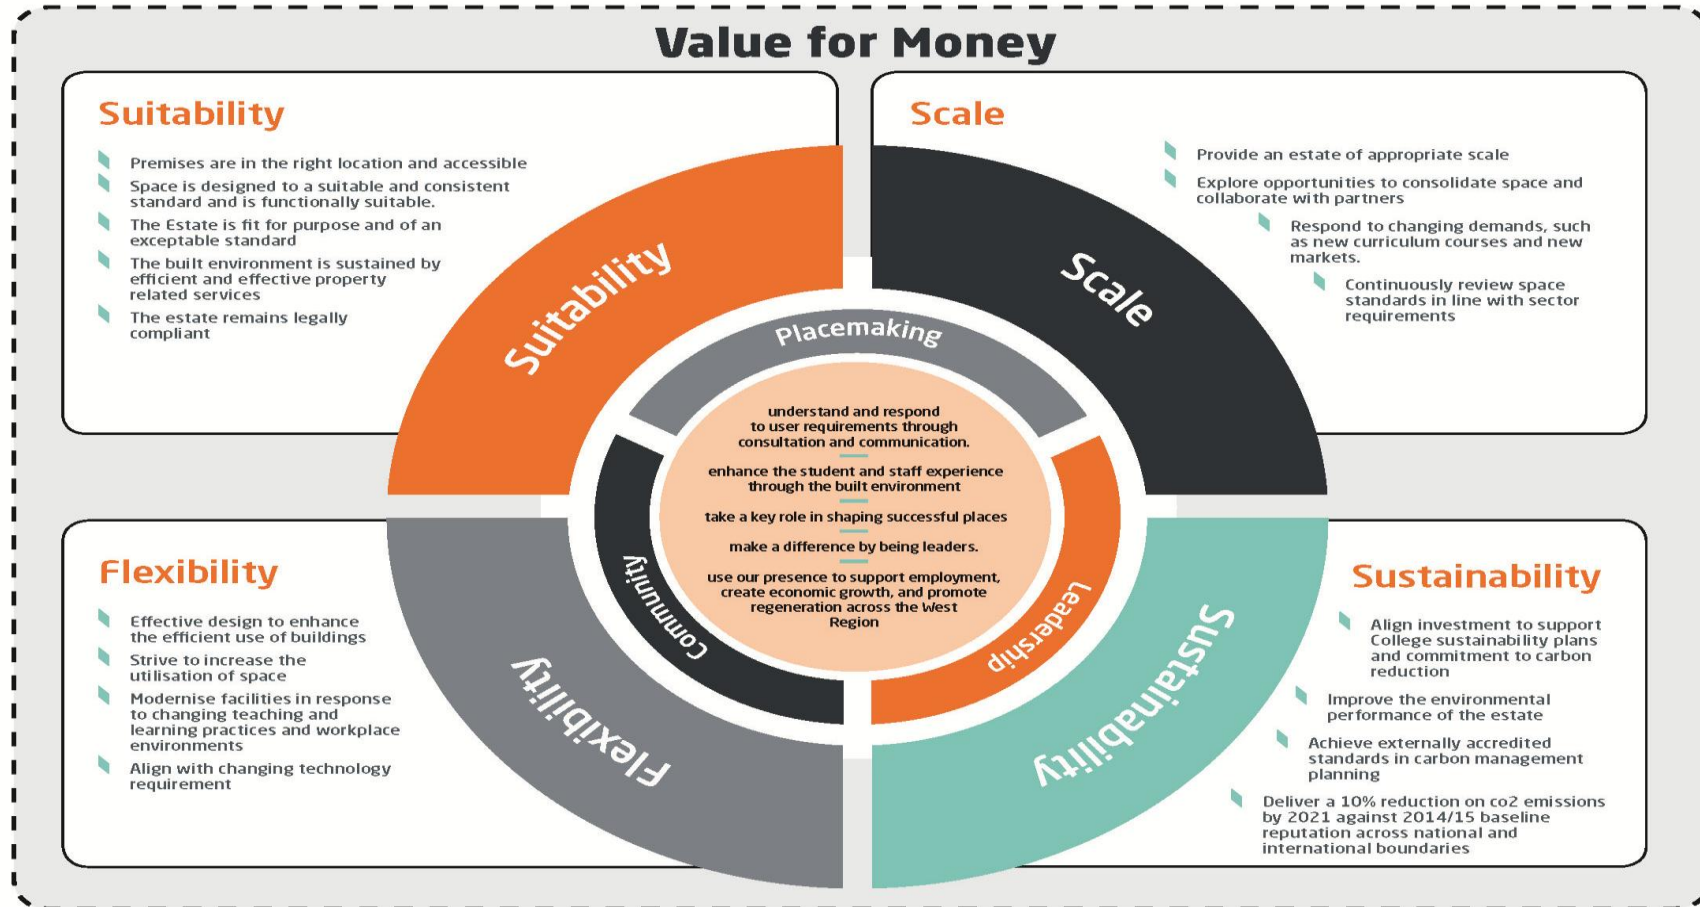 Value for Money
Suitability
Premises are in the right location and accessible
Space is designed to a suitable and consistent
standard and is functionally suitable.
The Estate is fit for purpose and of an
exceptable standard
The built environment is sustained by
efficient and effective property
related services
The estate remains legally
compliant
Scale
Provide an estate of appropriate scale
Explore opportunities to consolidate space and
collaborate with partners
Respond to changing demands, such
as new curriculum courses and new
markets.
Continuously review space
standards in line with sector
requirements
Suitability
Scale
Placemaking
understand and respond
to user requirements through
consultation and communication.
enhance the student and staff experience
through the built environment
take a key role in shaping successful places
make a difference by being leaders.
use our presence to support employment,
create economic growth, and promote
regeneration across the West
Region
Community
Leadership
Flexibility
Sustainability
Flexibility
Effective design to enhance
the efficient use of buildings
Strive to increase the
utilisation of space
Modernise facilities in response
to changing teaching and
learning practices and workplace
environments
Align with changing technology
requirement
Sustainability
Align investment to support
College sustainability plans
and commitment to carbon
reduction
Improve the environmental
performance of the estate
Achieve externally accredited
standards in carbon management
planning
Deliver a 10% reduction on co2 emissions
by 2021 against 2014/15 baseline
reputation across national and
international boundaries